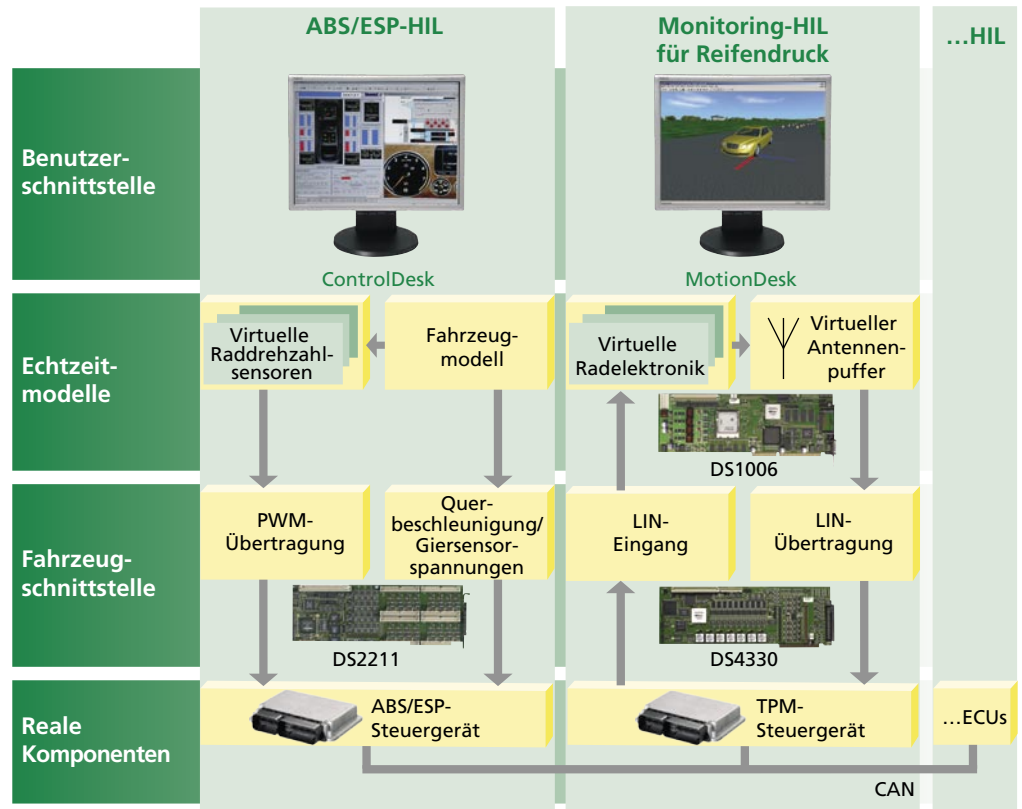 ABS/ESP-HIL
Monitoring-HIL
für Reifendruck
...HIL
Benutzer-
schnittstelle
ControlDesk
MotionDesk
Echtzeit-
modelle
Virtuelle
Raddrehzahl-
sensoren
Fahrzeug-
modell
Virtuelle
Radelektronik
Virtueller
Antennen-
puffer
DS1006
Fahrzeug-
schnittstelle
PWM-
Übertragung
Quer-
beschleunigung/
Giersensor-
spannungen
LIN-
Eingang
LIN-
Übertragung
DS2211
DS4330
Reale
Komponenten
ABS/ESP-
Steuergerät
TPM-
Steuergerät
...ECUs
CAN